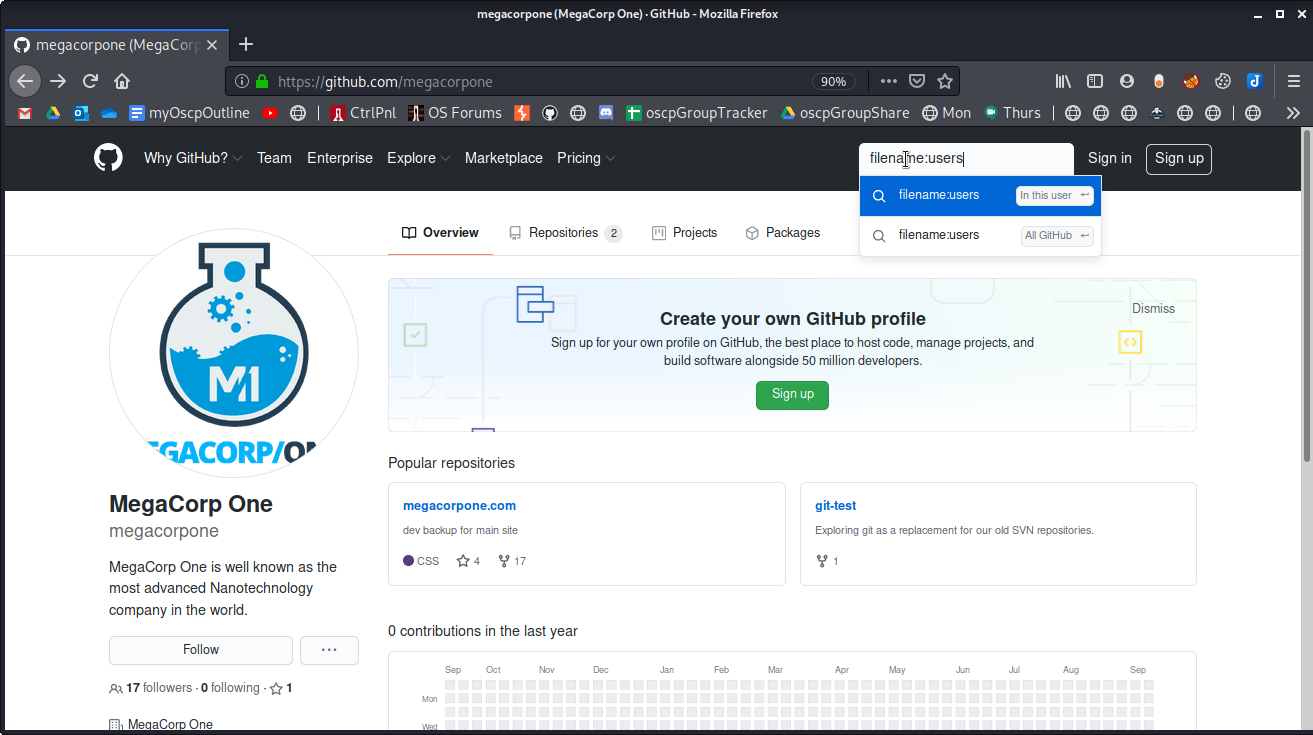 megacorpone (MegaCorp One) · GitHub - Mozilla Firefox
megacorpone (MegaCorp
https://github.com/megacorpone
90%
myOscpOutline
CtrlPnl
OS Forums
oscpGroupTracker
oscpGroupShare
Mon
Thurs
Why GitHub?
Team
Enterprise
Explore
Marketplace
Pricing
filename:users
Sign in
Sign up
filename:users In this user
filename:users All GitHub
Overview
Repositories 2
Projects
Packages
M1
EGACORP/ON
Create your own GitHub profile
Dismiss
Sign up for your own profile on GitHub, the best place to host code, manage projects, and
build software alongside 50 million developers.
Sign up
MegaCorp One
megacorpone
MegaCorp One is well known as the
most advanced Nanotechnology
company in the world.
Follow
17 followers · 0 following · 1
MegaCorp One
Popular repositories
megacorpone.com
dev backup for main site
CSS 4 17
git-test
Exploring git as a replacement for our old SVN repositories.
1
0 contributions in the last year
Sep Oct Nov Dec Jan Feb Mar Apr May Jun Jul Aug Sep
Mon
Wed